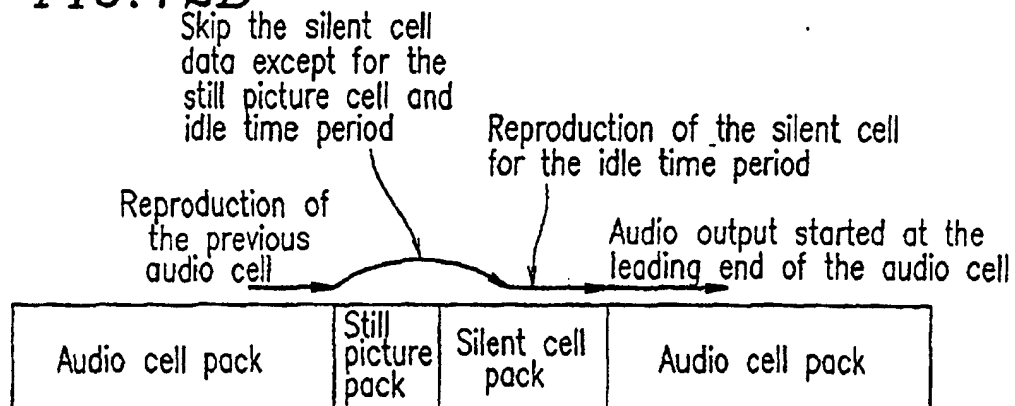 Skip the silent cell
data except for the
still picture cell and
idle time period
Reproduction of the silent cell
for the idle time period
Reproduction of
the previous
audio cell
Audio output started at the
leading end of the audio cell
Audio cell pack
Still
picture
pack
Silent cell
pack
Audio cell pack